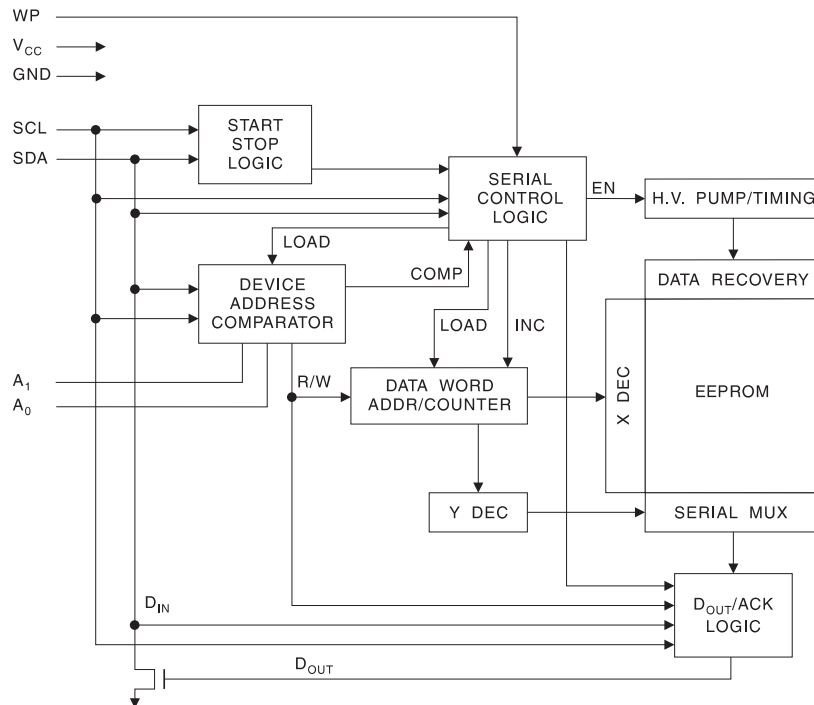 WP
VCC
GND
SCL
SDA
START
STOP
LOGIC
SERIAL
CONTROL
LOGIC
EN
H.V. PUMP/TIMING
LOAD
COMP
DEVICE
ADDRESS
COMPARATOR
DATA RECOVERY
LOAD
INC
A1
A0
R/W
DATA WORD
ADDR/COUNTER
X DEC
EEPROM
Y DEC
SERIAL MUX
DIN
DOUT/ACK
LOGIC
DOUT